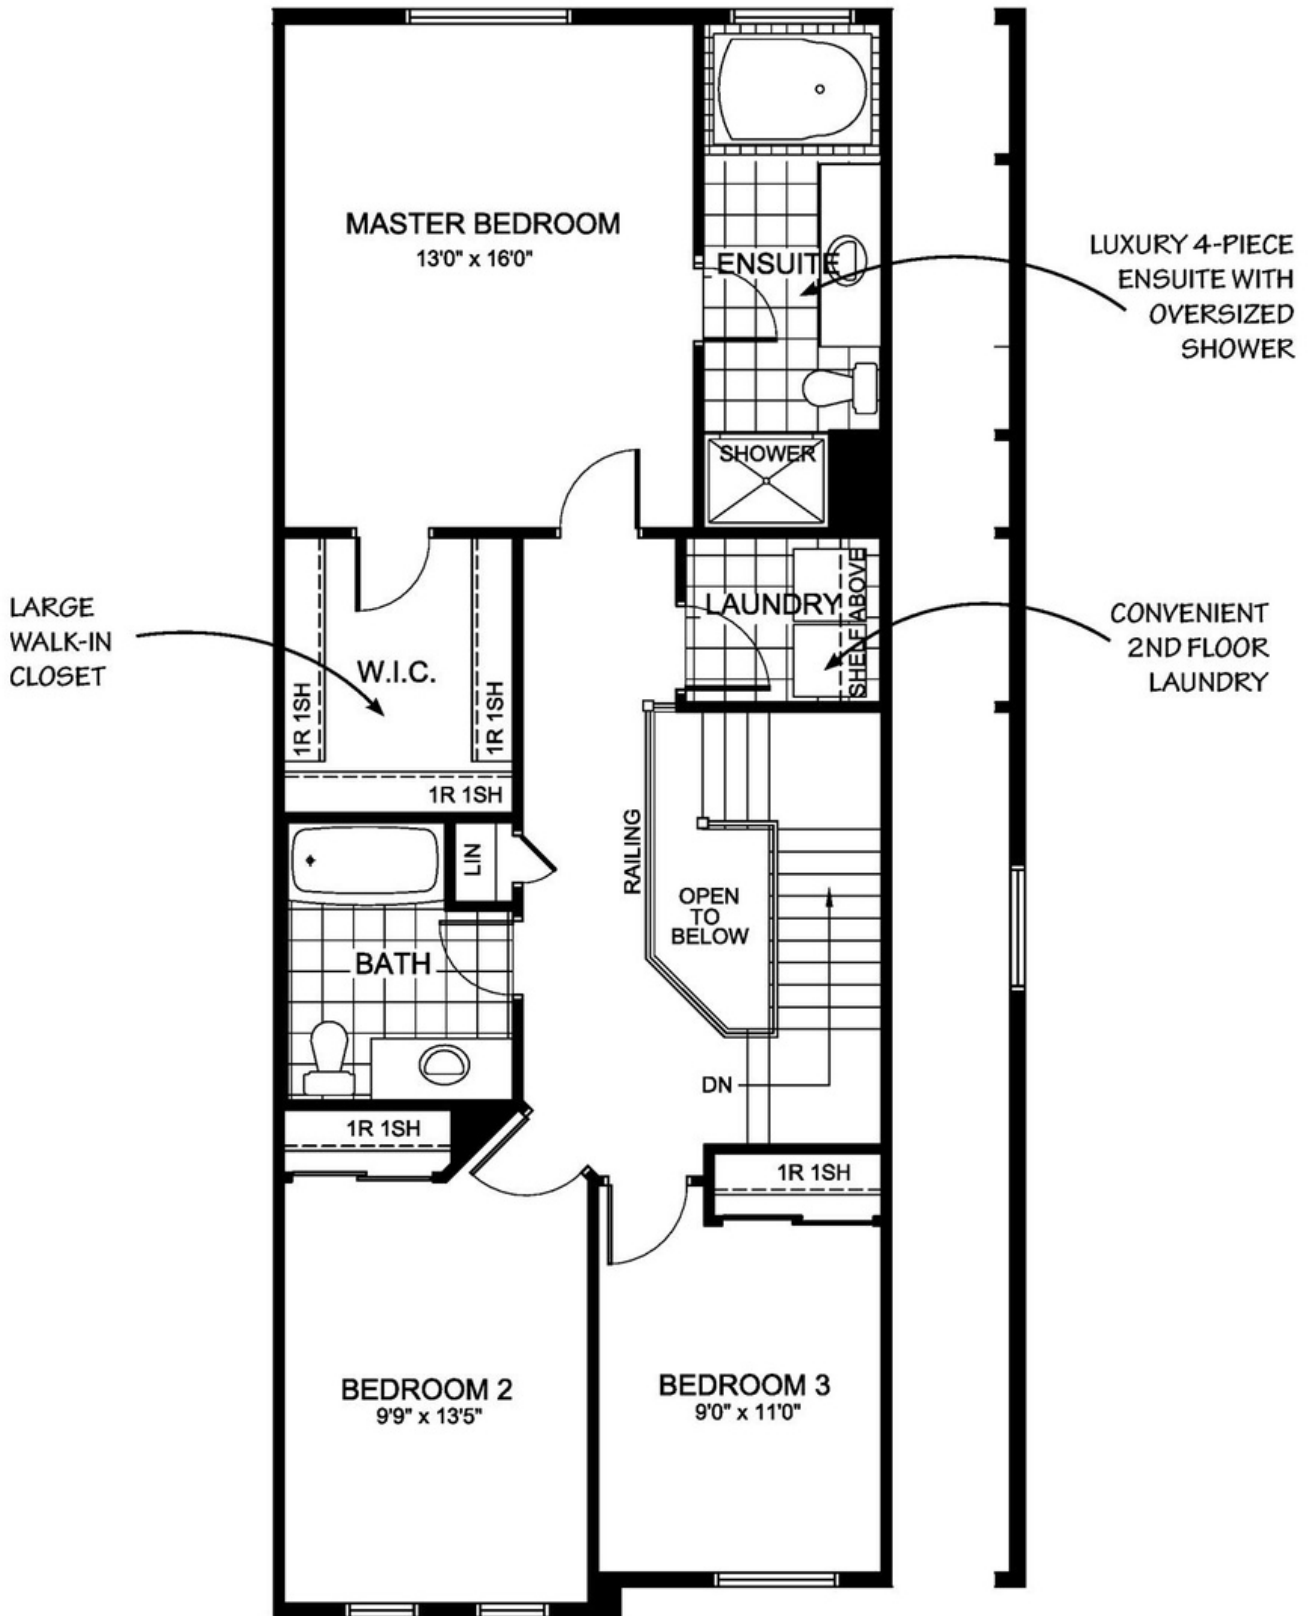 MASTER BEDROOM
13'0" x 16'0"
ENSUITE
LUXURY 4-PIECE
ENSUITE WITH
OVERSIZED
SHOWER
SHOWER
LARGE
WALK-IN
CLOSET
W.I.C.
1R 1SH
1R 1SH
1R 1SH
LAUNDRY
SHELF ABOVE
CONVENIENT
2ND FLOOR
LAUNDRY
LIN
RAILING
OPEN
TO
BELOW
BATH
DN
1R 1SH
1R 1SH
BEDROOM 2
9'9" x 13'5"
BEDROOM 3
9'0" x 11'0"